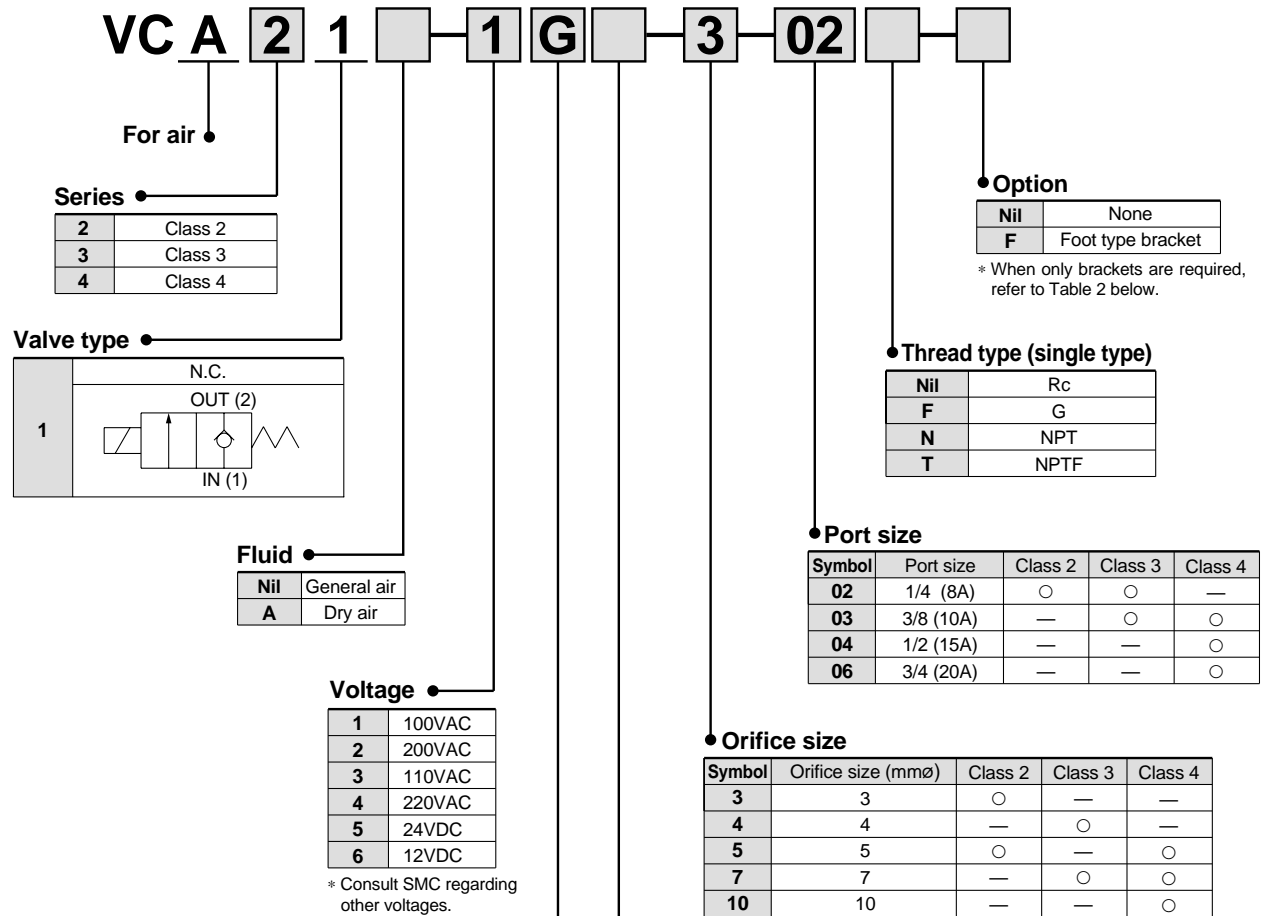 VC A 2 1 - 1 G - 3 - 02 -
For air
Series
2 Class 2
3 Class 3
4 Class 4
Valve type
1 N.C.
OUT (2)
IN (1)
Fluid
Nil General air
A Dry air
Voltage
1 100VAC
2 200VAC
3 110VAC
4 220VAC
5 24VDC
6 12VDC
* Consult SMC regarding
other voltages.
Option
Nil None
F Foot type bracket
* When only brackets are required,
refer to Table 2 below.
Thread type (single type)
Nil Rc
F G
N NPT
T NPTF
Port size
Symbol Port size Class 2 Class 3 Class 4
02 1/4 (8A) ○ ○ —
03 3/8 (10A) — ○ ○
04 1/2 (15A) — — ○
06 3/4 (20A) — — ○
Orifice size
Symbol Orifice size (mmø) Class 2 Class 3 Class 4
3 3 ○ — —
4 4 — ○ —
5 5 ○ — ○
7 7 — ○ ○
10 10 — — ○